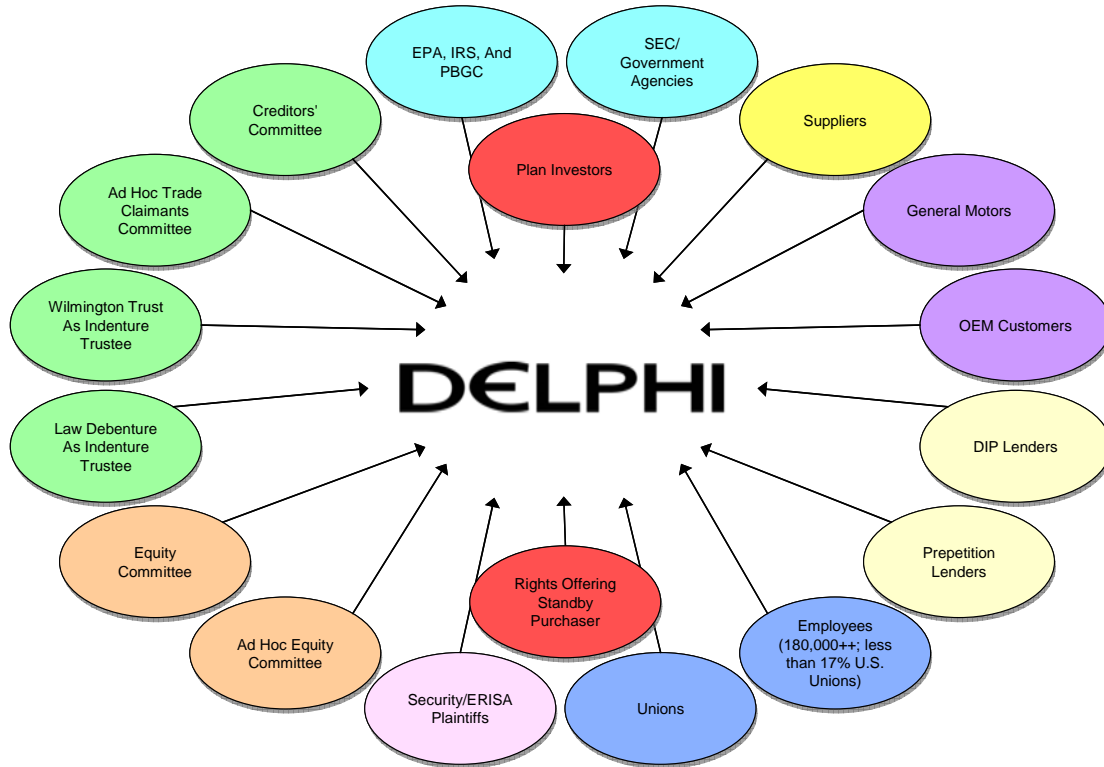 EPA, IRS, And
PBGC
SEC/
Government
Agencies
Creditors'
Committee
Plan Investors
Suppliers
Ad Hoc Trade
Claimants
Committee
General Motors
Wilmington Trust
As Indenture
Trustee
OEM Customers
DELPHI
Law Debenture
As Indenture
Trustee
DIP Lenders
Equity
Committee
Prepetition
Lenders
Rights Offering
Standby
Purchaser
Ad Hoc Equity
Committee
Employees
(180,000++; less
than 17% U.S.
Unions)
Security/ERISA
Plaintiffs
Unions